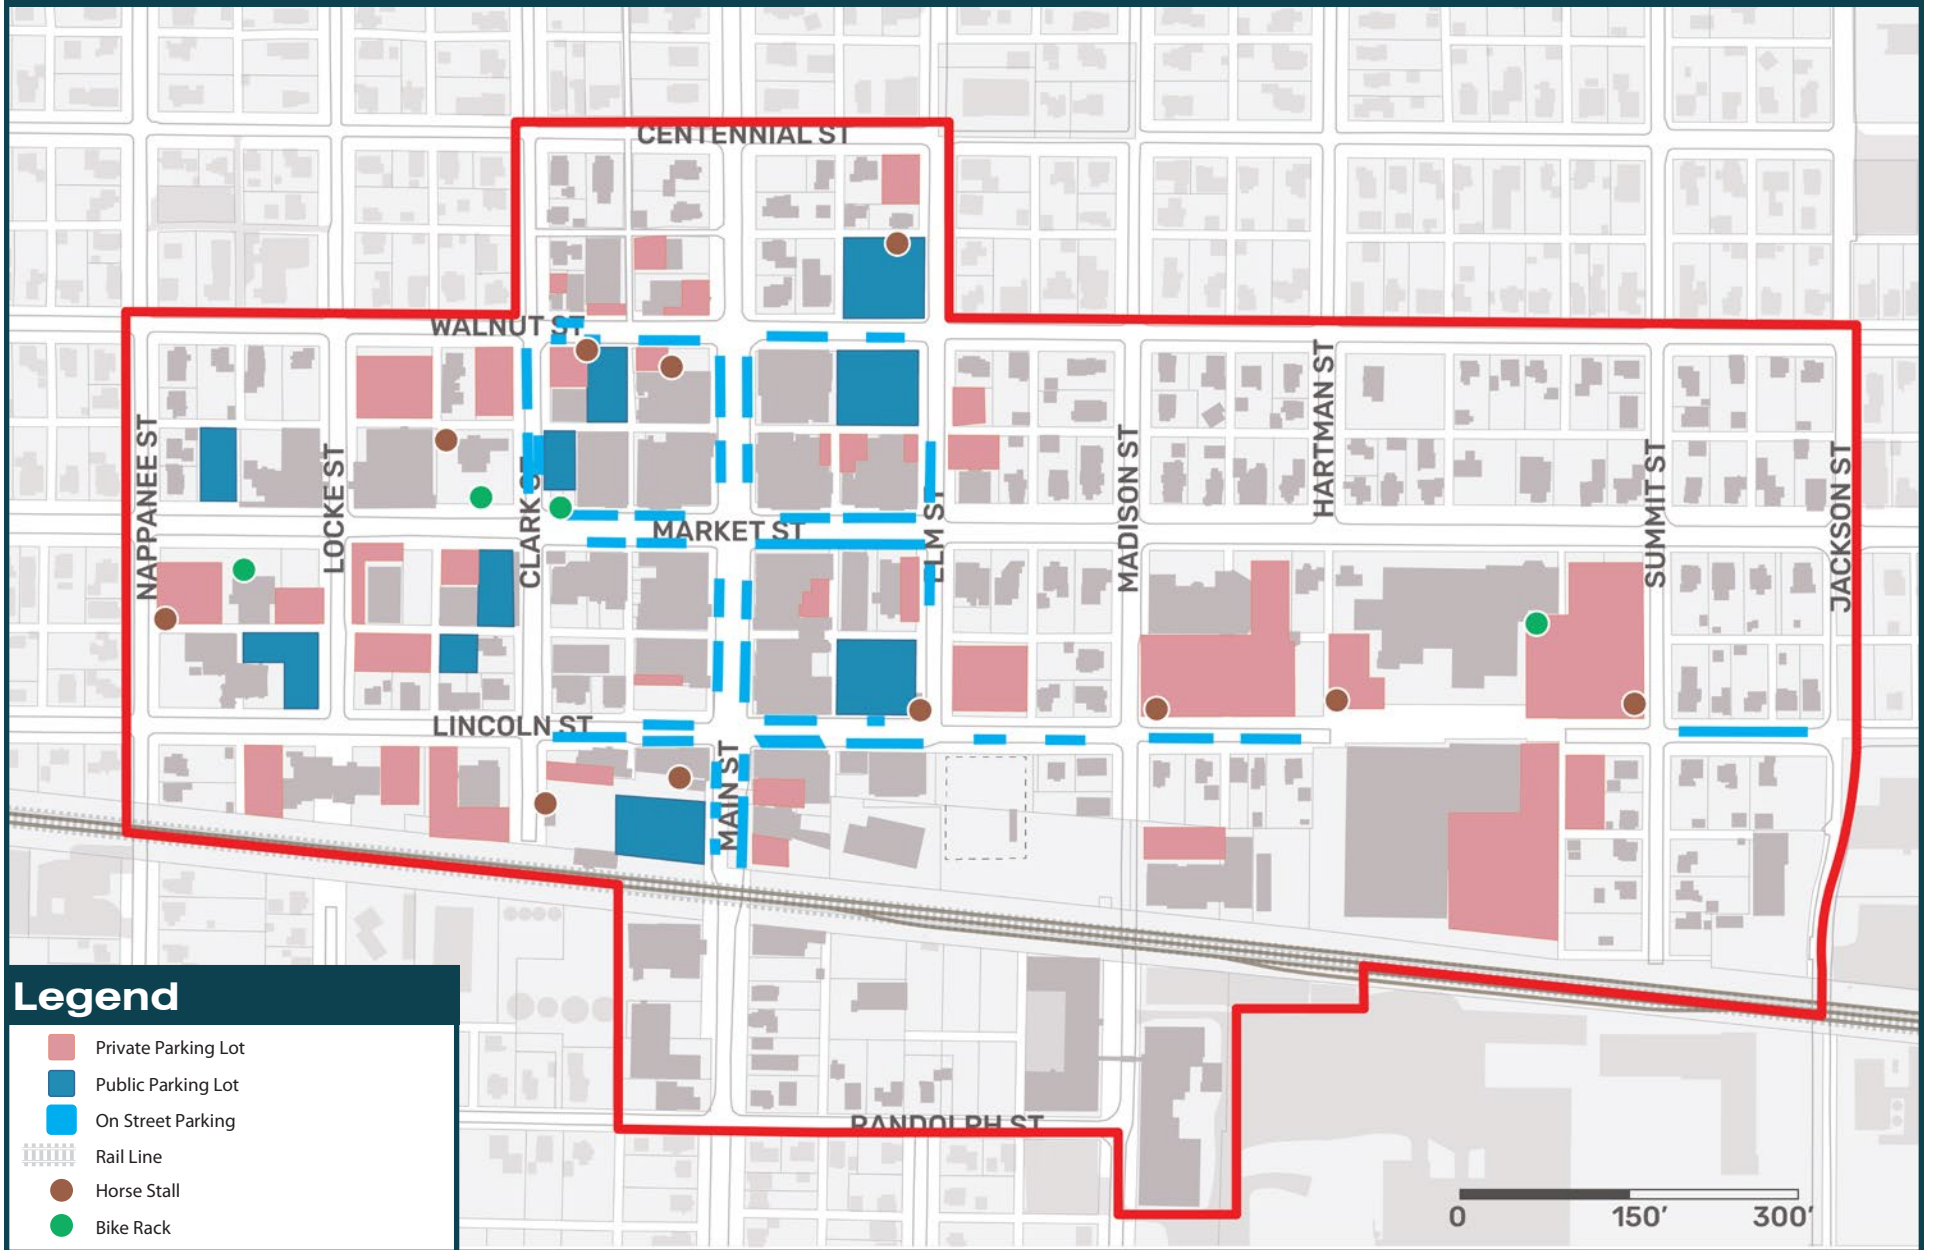 CENTENNIAL ST
WALNUT ST
NAPPANEE ST
LOCKE ST
CLARK ST
MARKET ST
ELM ST
MADISON ST
HARTMAN ST
SUMMIT ST
JACKSON ST
LINCOLN ST
MAIN ST
RANDOLPH ST
Legend
Private Parking Lot
Public Parking Lot
On Street Parking
Rail Line
Horse Stall
Bike Rack
0 150' 300'